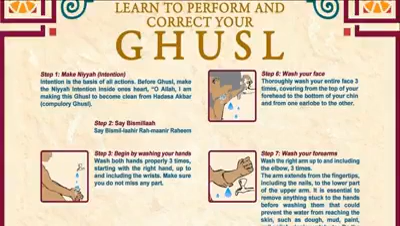 LEARN TO PERFORM AND
CORRECT YOUR
GHUSL
Step 1: Make Niyyah (Intention)
Intention is the basis of all actions. Before Ghusl, make
the Niyyah Intention inside ones heart, "O Allah, I am
making this Ghusl to become clean from Hadesa Akbar
(compulory Ghusl).
Step 2: Say Bismillaah
Say Bismil-laahir Rah-maanir Raheem
Step 3: Begin by washing your hands
Wash both hands properly 3 times,
starting with the right hand, up to
and including the wrists. Make sure
you do not miss any part.
Step 6: Wash your face
Thoroughly wash your entire face 3
times, covering from the top of your
forehead to the bottom of your chin
and from one earlobe to the other.
Step 7: Wash your forearms
Wash the right arm up to and including
the elbow, 3 times.
The arm extends from the fingertips,
including the nails, to the lower part
of the upper arm. It is essential to
remove anything stuck to the hands
before washing them that could
prevent the water from reaching the
skin, such as dough, mud, paint,